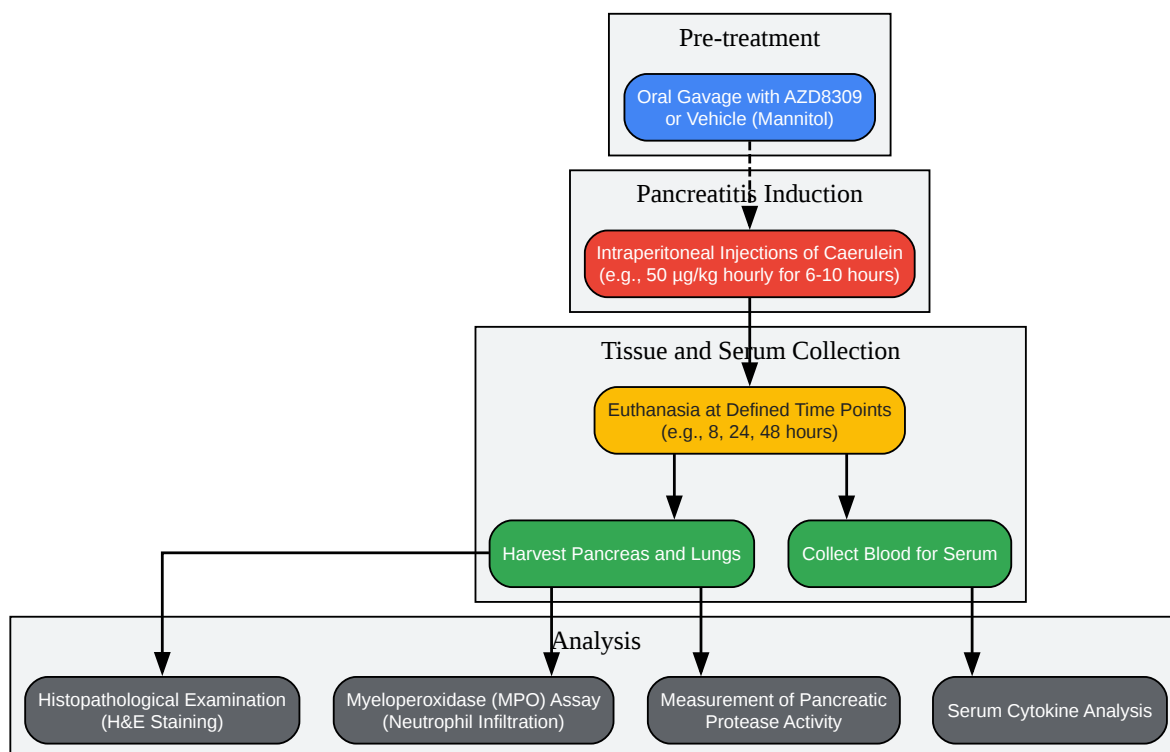 Pre-treatment
Oral Gavage with AZD8309
or Vehicle (Mannitol)
Pancreatitis Induction
Intraperitoneal Injections of Caerulein
(e.g., 50 µg/kg hourly for 6-10 hours)
Tissue and Serum Collection
Euthanasia at Defined Time Points
(e.g., 8, 24, 48 hours)
Harvest Pancreas and Lungs
Collect Blood for Serum
Analysis
Histopathological Examination
(H&E Staining)
Myeloperoxidase (MPO) Assay
(Neutrophil Infiltration)
Measurement of Pancreatic
Protease Activity
Serum Cytokine Analysis